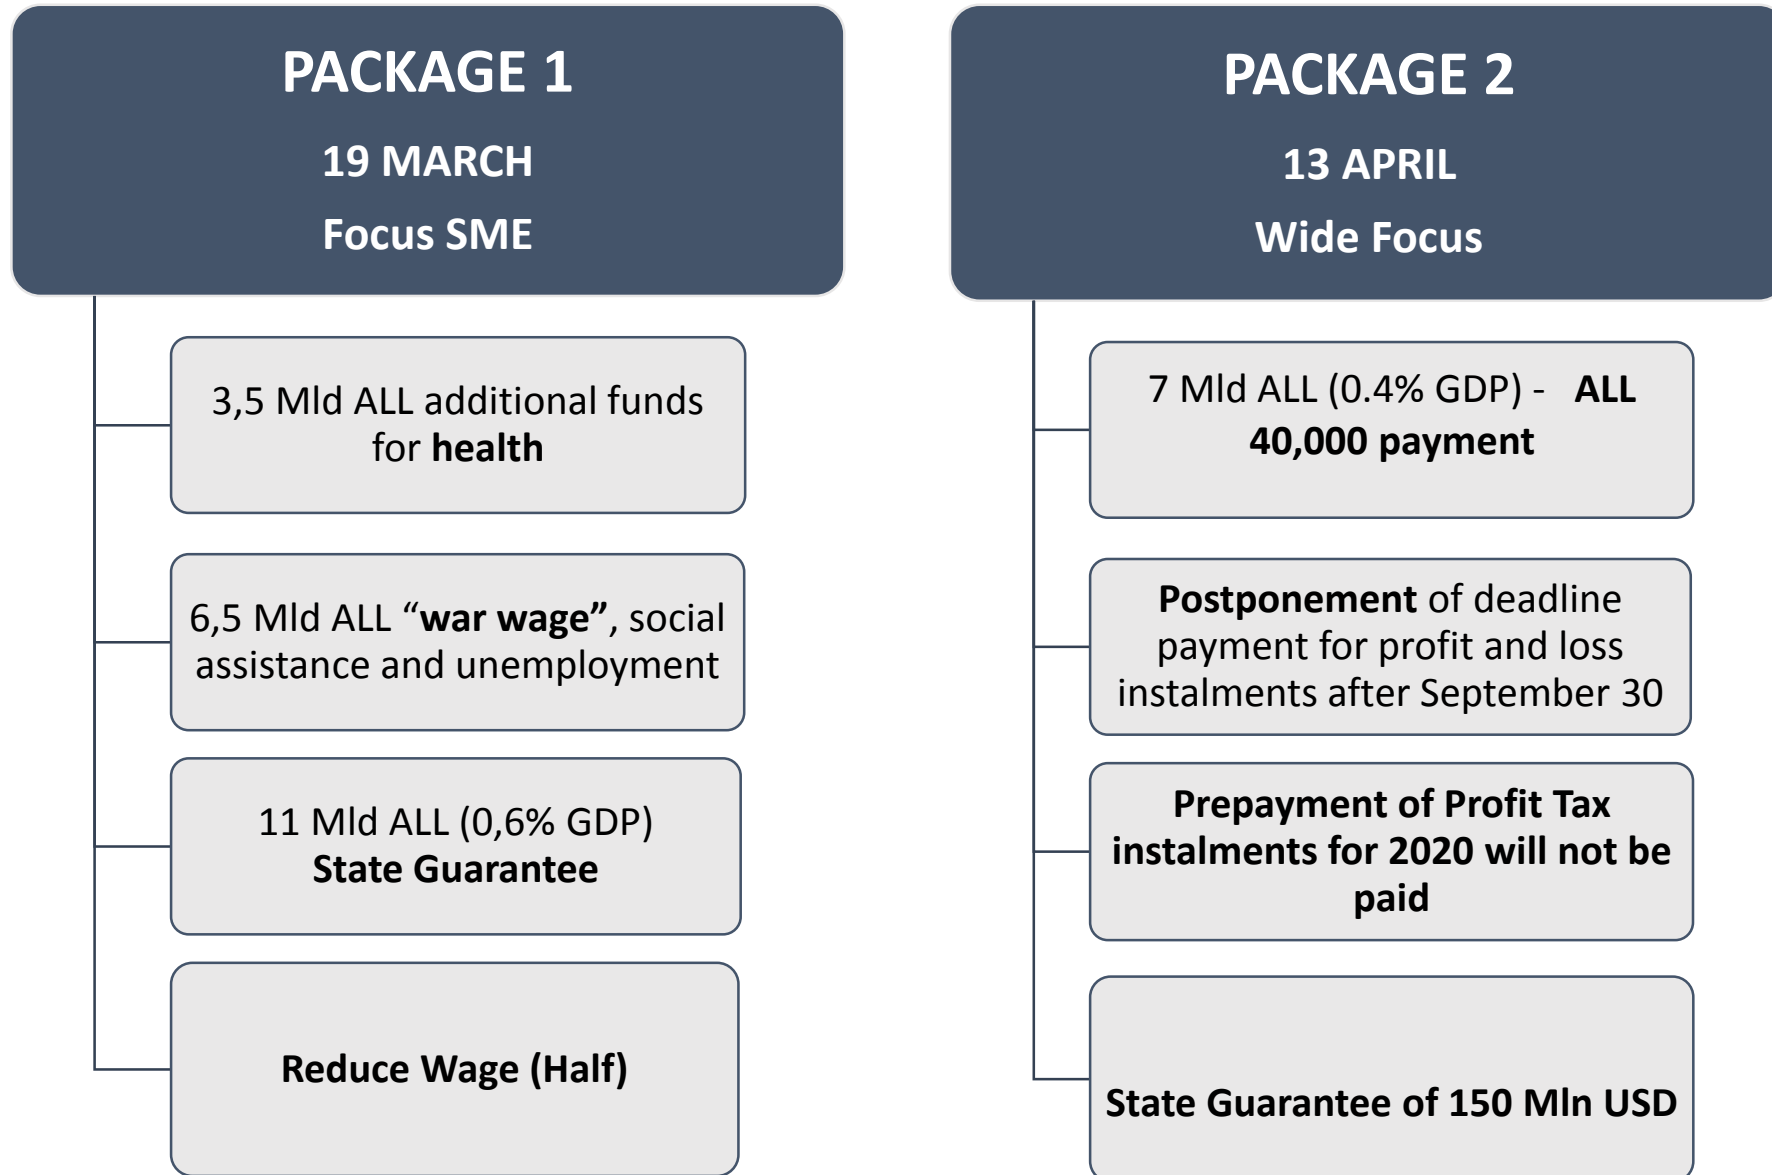 PACKAGE 1
19 MARCH
Focus SME
3,5 Mld ALL additional funds
for health
6,5 Mld ALL “war wage”, social
assistance and unemployment
11 Mld ALL (0,6% GDP)
State Guarantee
Reduce Wage (Half)
PACKAGE 2
13 APRIL
Wide Focus
7 Mld ALL (0.4% GDP) - ALL
40,000 payment
Postponement of deadline
payment for profit and loss
instalments after September 30
Prepayment of Profit Tax
instalments for 2020 will not be
paid
State Guarantee of 150 Mln USD